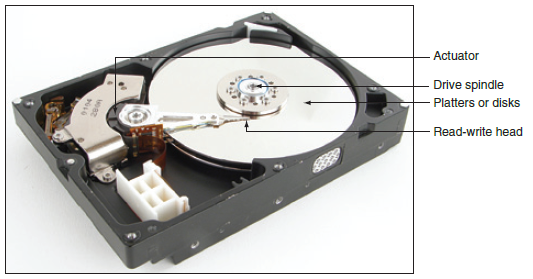 Actuator
Drive spindle
Platters or disks
Read-write head